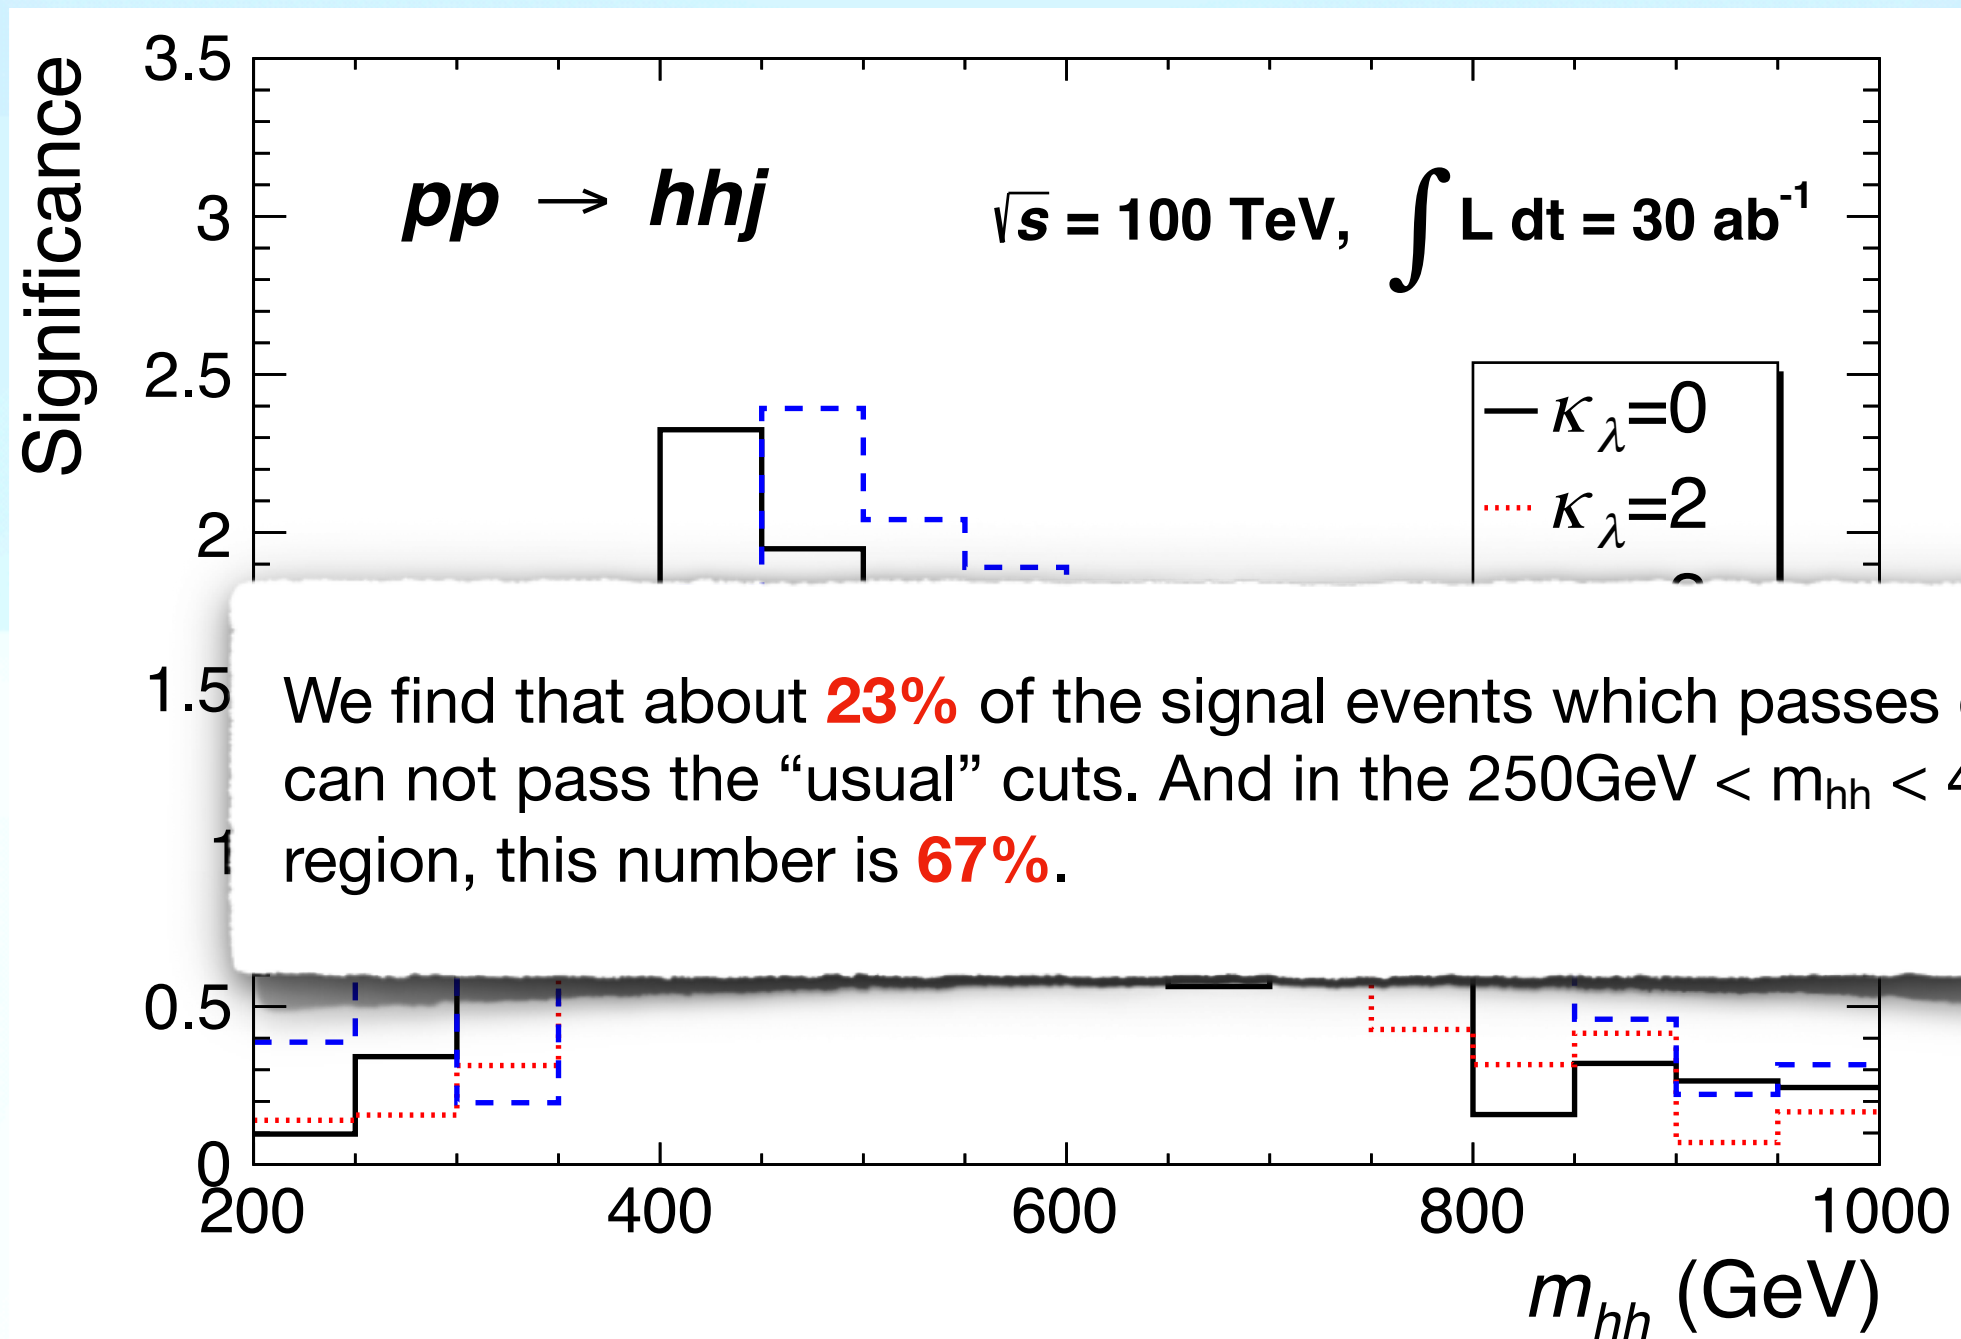 Significance
3.5
3
2.5
2
1.5
1
0.5
0
pp → hhj
√s = 100 TeV, ∫ L dt = 30 ab⁻¹
κλ=0
κλ=2
We find that about 23% of the signal events which passes
can not pass the “usual” cuts. And in the 250GeV < mhh < 4
region, this number is 67%.
200 400 600 800 1000
mhh (GeV)